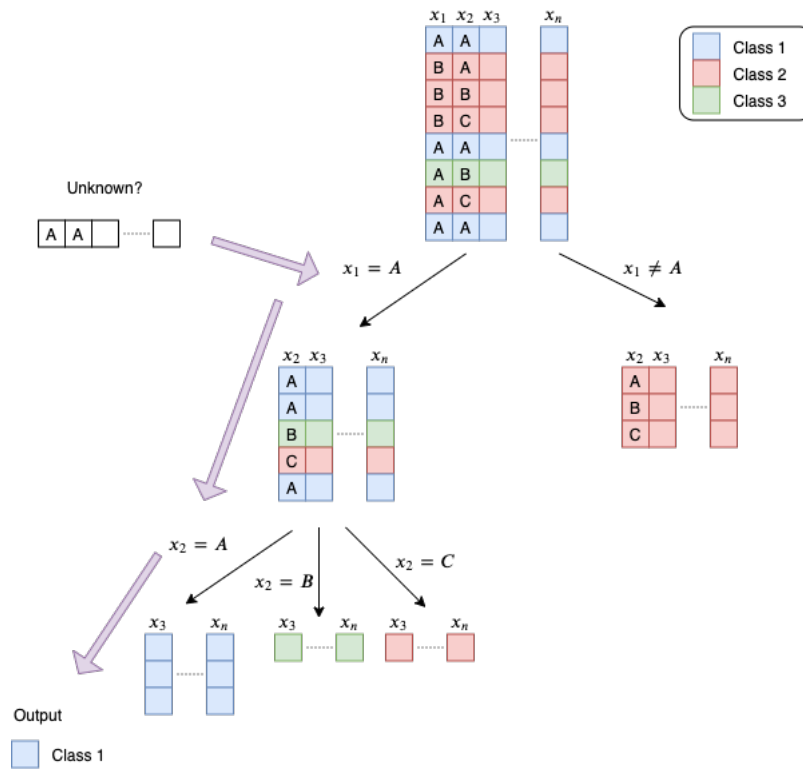 x₁ x₂ x₃ xₙ
A A
B A
B B
B C
A A
A B
A C
A A
Class 1
Class 2
Class 3
Unknown?
A A
x₁ = A
x₁ ≠ A
x₂ x₃ xₙ
A
A
B
C
A
x₂ x₃ xₙ
A
B
C
x₂ = A
x₂ = B
x₂ = C
x₃ xₙ
x₃ xₙ
x₃ xₙ
Output
Class 1